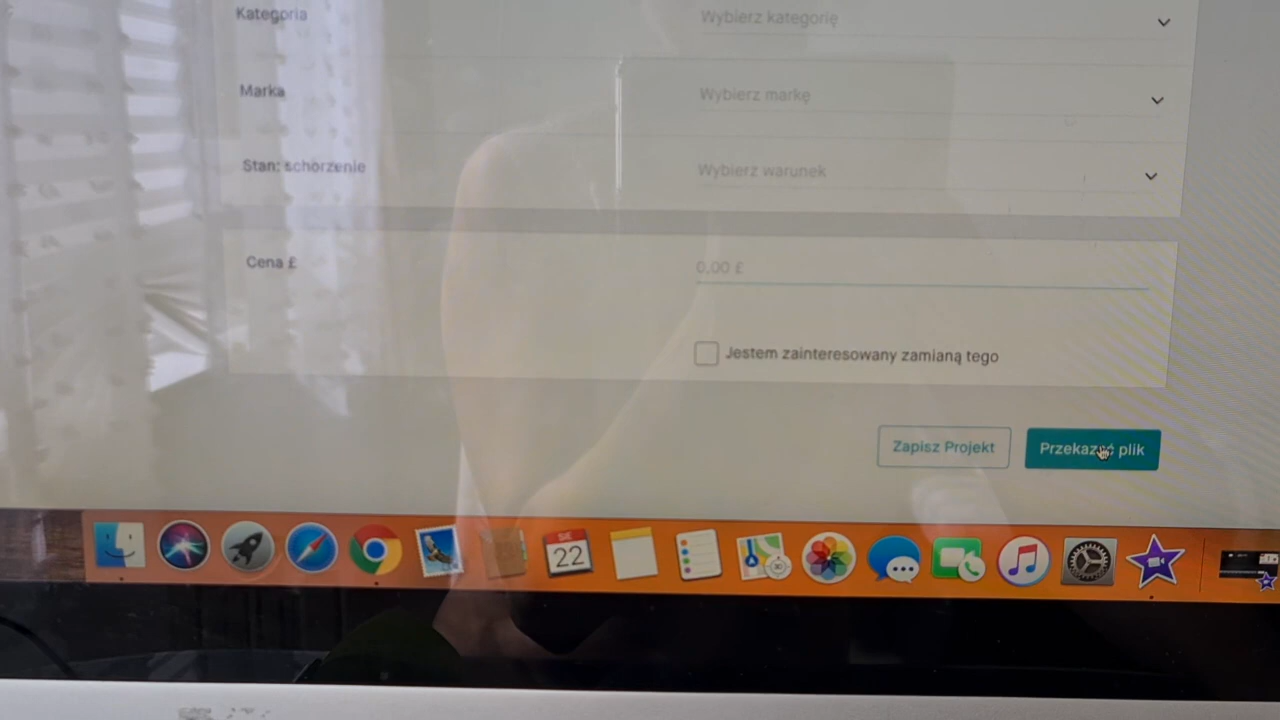 Kategoria
Wybierz kategorię
Marka
Wybierz markę
Stan: schorzenie
Wybierz warunek
Cena £
0,00 £
Jestem zainteresowany zamianą tego
Zapisz Projekt
Przekazać plik
SIE
22